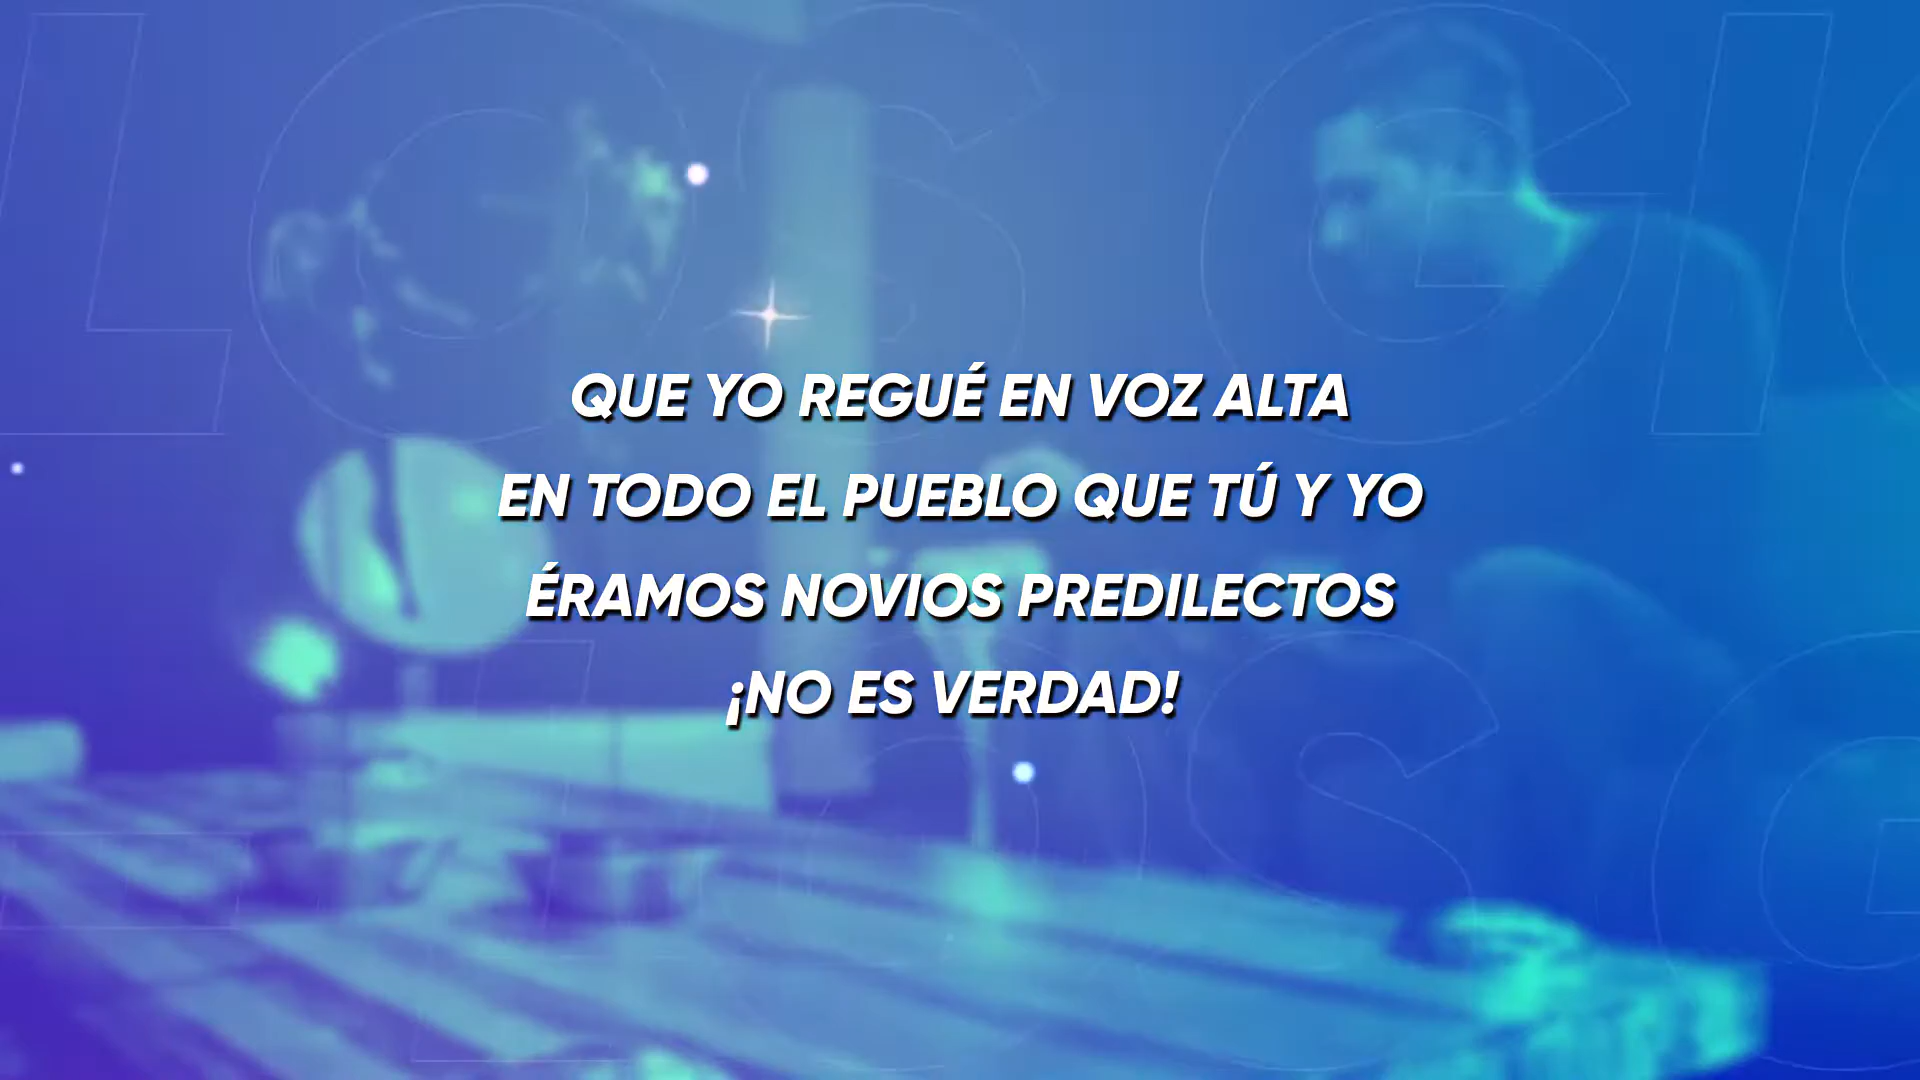 QUE YO REGUÉ EN VOZ ALTA
EN TODO EL PUEBLO QUE TÚ Y YO
ÉRAMOS NOVIOS PREDILECTOS
¡NO ES VERDAD!